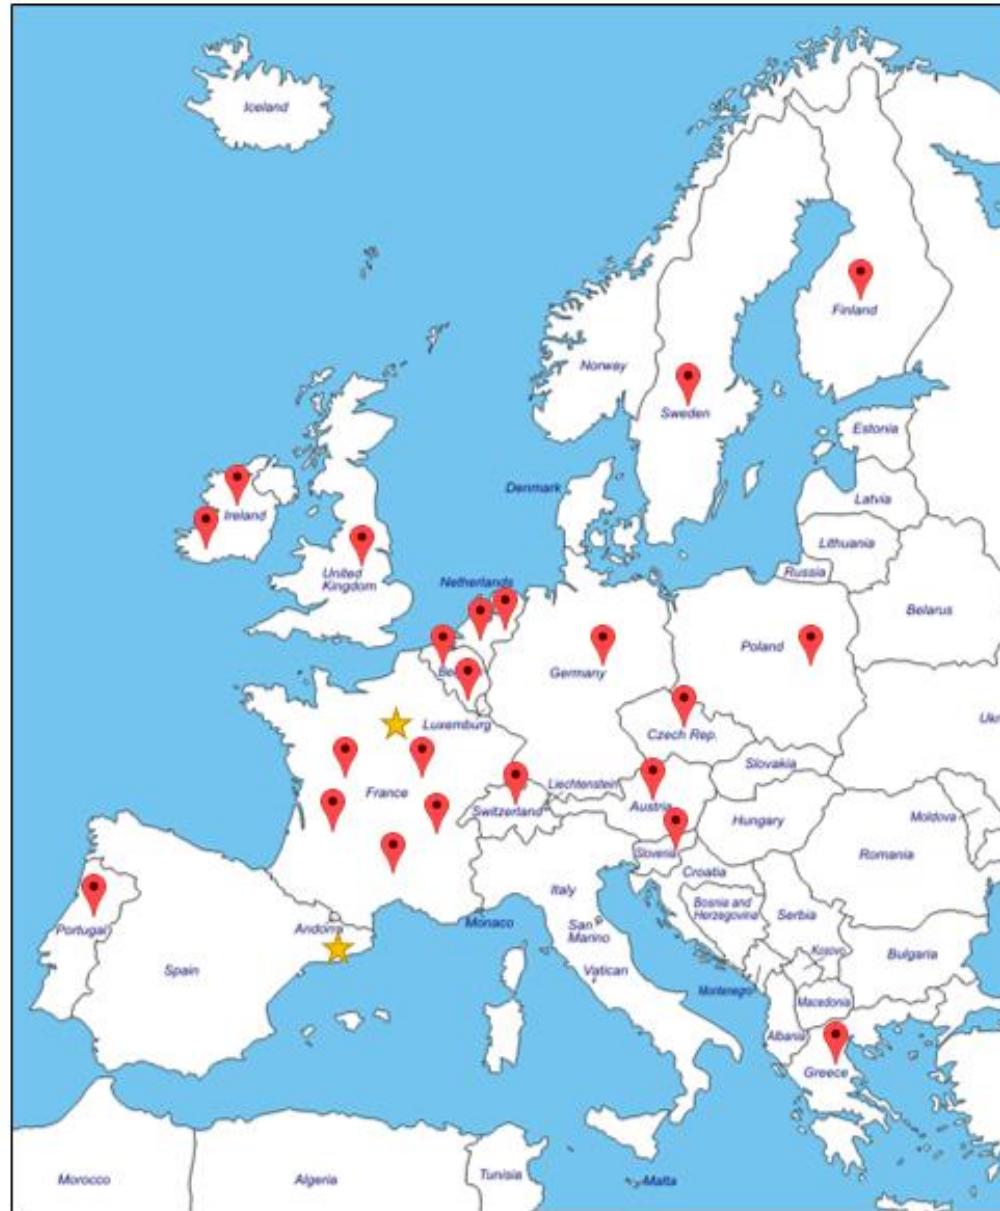 Iceland
Finland
Norway
Sweden
Estonia
Denmark
Latvia
Ireland
Lithuania
Russia
United
Kingdom
Netherlands
Belarus
Poland
Germany
Luxemburg
Czech Rep.
Slovakia
Liechtenstein
France
Austria
Switzerland
Hungary
Moldova
Romania
Slovenia
Croatia
Italy
Bosnia and
Herzegovina
Serbia
Monaco
San
Marino
Andorra
Portugal
Kosovo
Bulgaria
Spain
Vatican
Montenegro
Macedonia
Albania
Greece
Morocco
Algeria
Tunisia
Malta